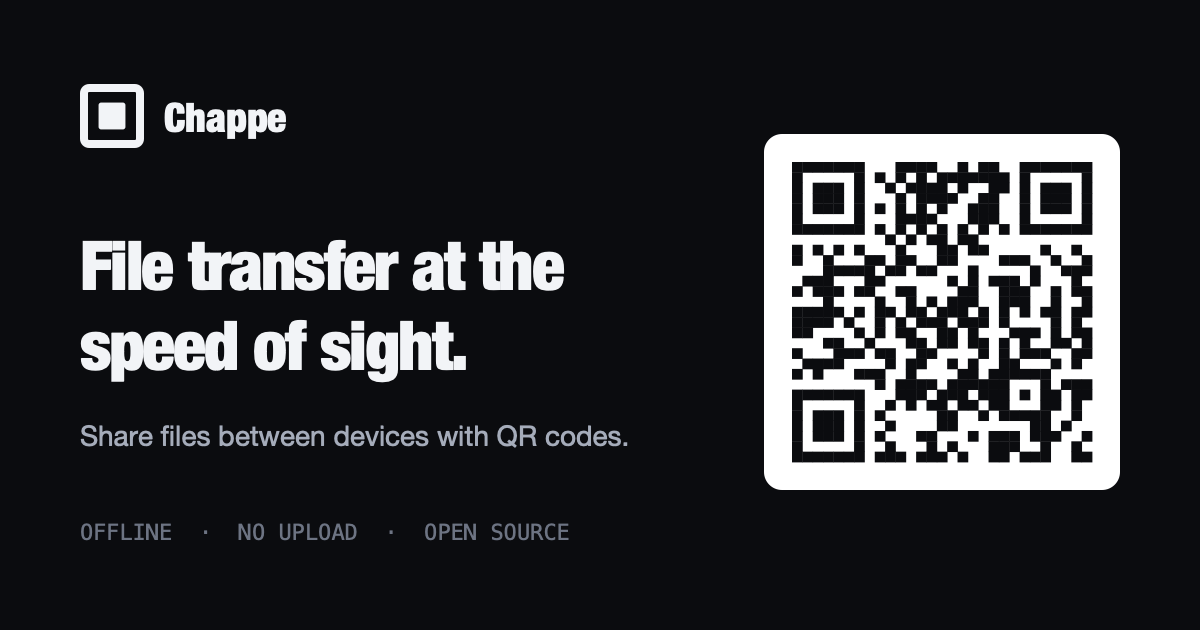 Chappe
File transfer at the
speed of sight.
Share files between devices with QR codes.
OFFLINE · NO UPLOAD · OPEN SOURCE